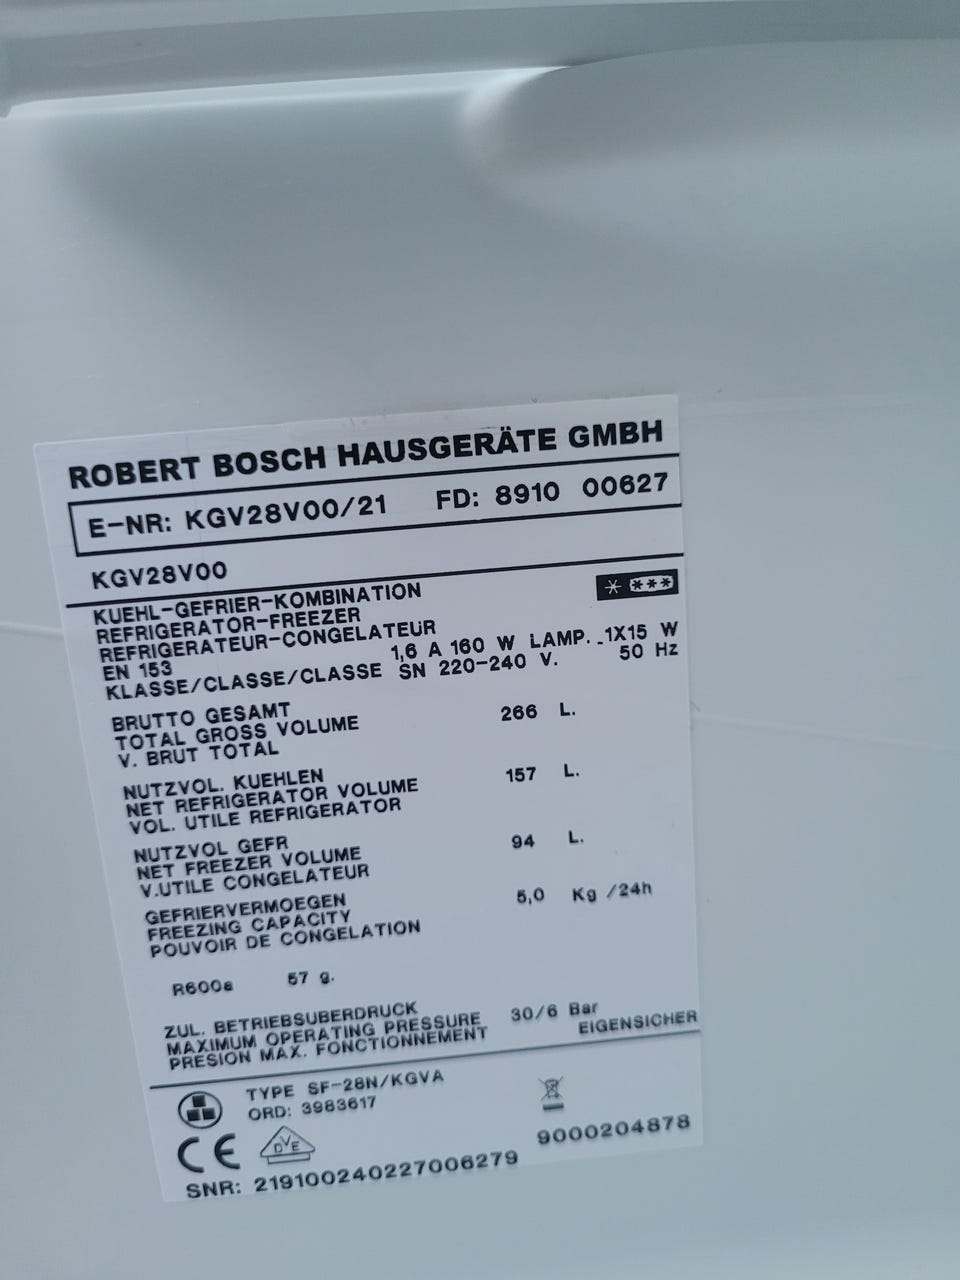 ROBERT BOSCH HAUSGERÄTE GMBH
E-NR: KGV28V00/21 FD: 8910 00627
KGV28V00
KUEHL-GEFRIER-KOMBINATION
REFRIGERATOR-FREEZER
REFRIGERATEUR-CONGELATEUR
EN 153 1,6 A 160 W LAMP. 1X15 W
KLASSE/CLASSE/CLASSE SN 220-240 V. 50 Hz
BRUTTO GESAMT
TOTAL GROSS VOLUME 266 L.
V. BRUT TOTAL
NUTZVOL. KUEHLEN
NET REFRIGERATOR VOLUME 157 L.
VOL. UTILE REFRIGERATOR
NUTZVOL GEFR
NET FREEZER VOLUME 94 L.
V.UTILE CONGELATEUR
GEFRIERVERMOEGEN
FREEZING CAPACITY 5,0 Kg /24h
POUVOIR DE CONGELATION
R600a 57 g.
ZUL. BETRIEBSUBERDRUCK
MAXIMUM OPERATING PRESSURE 30/6 Bar
PRESION MAX. FONCTIONNEMENT EIGENSICHER
TYPE SF-28N/KGVA
ORD: 3983617
CE DVE 9000204878
SNR: 219100240227006279